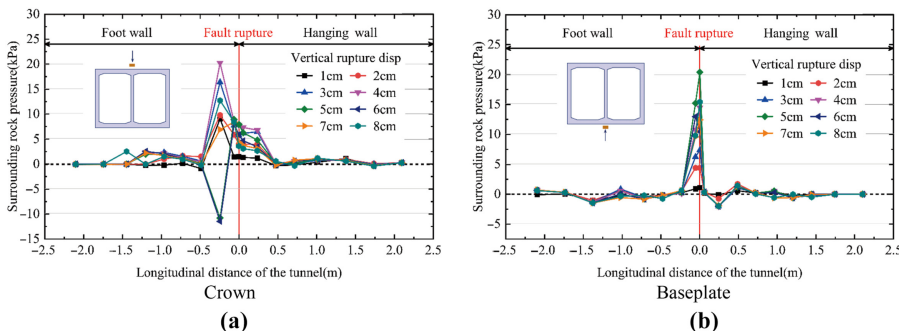 Foot wall Fault rupture Hanging wall
Vertical rupture disp
1cm 2cm
3cm 4cm
5cm 6cm
7cm 8cm
Surrounding rock pressure(kPa)
25
20
15
10
5
0
-5
-10
-15
-2.5 -2.0 -1.5 -1.0 -0.5 0.0 0.5 1.0 1.5 2.0 2.5
Longitudinal distance of the tunnel(m)
Crown
(a)
Foot wall Fault rupture Hanging wall
Vertical rupture disp
1cm 2cm
3cm 4cm
5cm 6cm
7cm 8cm
Surrounding rock pressure(kPa)
30
25
20
15
10
5
0
-5
-10
-2.5 -2.0 -1.5 -1.0 -0.5 0.0 0.5 1.0 1.5 2.0 2.5
Longitudinal distance of the tunnel(m)
Baseplate
(b)